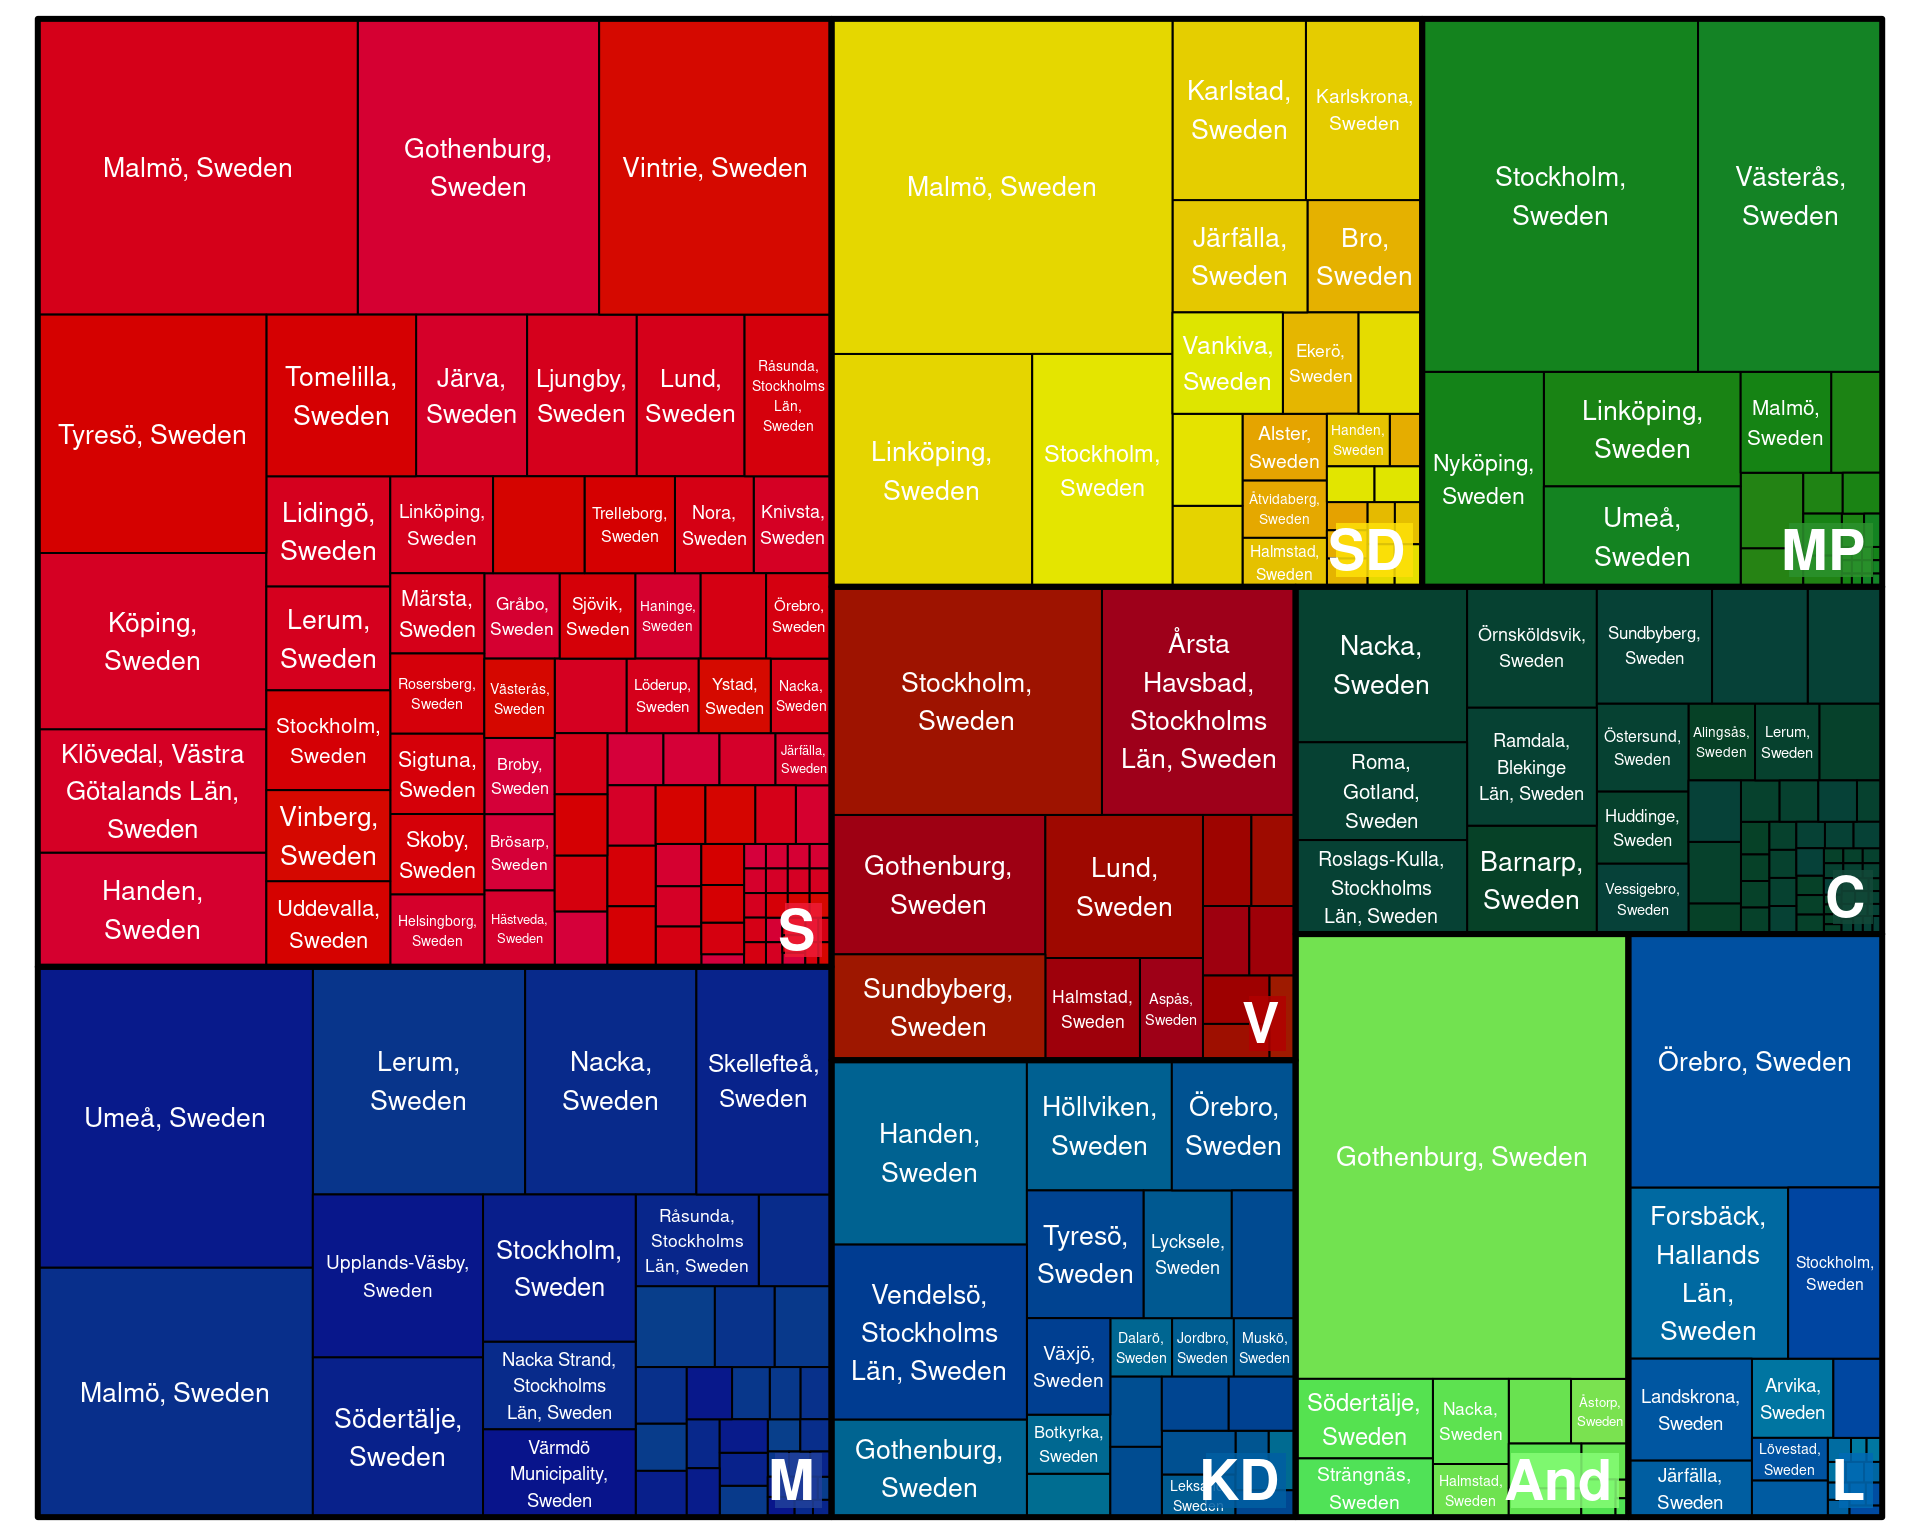 Malmö, Sweden
Gothenburg,
Sweden
Vintrie, Sweden
Tyresö, Sweden
Tomelilla,
Sweden
Järva,
Sweden
Ljungby,
Sweden
Lund,
Sweden
Råsunda,
Stockholms
Län,
Sweden
Lidingö,
Sweden
Linköping,
Sweden
Trelleborg,
Sweden
Nora,
Sweden
Knivsta,
Sweden
Köping,
Sweden
Lerum,
Sweden
Märsta,
Sweden
Gråbo,
Sweden
Sjövik,
Sweden
Haninge,
Sweden
Örebro,
Sweden
Rosersberg,
Sweden
Västerås,
Sweden
Löderup,
Sweden
Ystad,
Sweden
Nacka,
Sweden
Stockholm,
Sweden
Klövedal, Västra
Götalands Län,
Sweden
Sigtuna,
Sweden
Broby,
Sweden
Järfälla,
Sweden
Vinberg,
Sweden
Skoby,
Sweden
Brösarp,
Sweden
Handen,
Sweden
Uddevalla,
Sweden
Helsingborg,
Sweden
Hästveda,
Sweden
S
Malmö, Sweden
Karlstad,
Sweden
Karlskrona,
Sweden
Järfälla,
Sweden
Bro,
Sweden
Vankiva,
Sweden
Ekerö,
Sweden
Linköping,
Sweden
Stockholm,
Sweden
Alster,
Sweden
Handen,
Sweden
Åtvidaberg,
Sweden
Halmstad,
Sweden
SD
Stockholm,
Sweden
Västerås,
Sweden
Nyköping,
Sweden
Linköping,
Sweden
Malmö,
Sweden
Umeå,
Sweden
MP
Stockholm,
Sweden
Årsta
Havsbad,
Stockholms
Län, Sweden
Gothenburg,
Sweden
Lund,
Sweden
Sundbyberg,
Sweden
Halmstad,
Sweden
Aspås,
Sweden
V
Nacka,
Sweden
Örnsköldsvik,
Sweden
Sundbyberg,
Sweden
Roma,
Gotland,
Sweden
Ramdala,
Blekinge
Län, Sweden
Östersund,
Sweden
Alingsås,
Sweden
Lerum,
Sweden
Huddinge,
Sweden
Roslags-Kulla,
Stockholms
Län, Sweden
Barnarp,
Sweden
Vessigebro,
Sweden
C
Umeå, Sweden
Lerum,
Sweden
Nacka,
Sweden
Skellefteå,
Sweden
Upplands-Väsby,
Sweden
Stockholm,
Sweden
Råsunda,
Stockholms
Län, Sweden
Malmö, Sweden
Södertälje,
Sweden
Nacka Strand,
Stockholms
Län, Sweden
Värmdö
Municipality,
Sweden
M
Handen,
Sweden
Höllviken,
Sweden
Örebro,
Sweden
Tyresö,
Sweden
Lycksele,
Sweden
Vendelsö,
Stockholms
Län, Sweden
Växjö,
Sweden
Dalarö,
Sweden
Jordbro,
Sweden
Muskö,
Sweden
Gothenburg,
Sweden
Botkyrka,
Sweden
Sweden
KD
Gothenburg, Sweden
Södertälje,
Sweden
Nacka,
Sweden
Åstorp,
Sweden
Strängnäs,
Sweden
Halmstad,
Sweden
And
Örebro, Sweden
Forsbäck,
Hallands
Län,
Sweden
Stockholm,
Sweden
Landskrona,
Sweden
Arvika,
Sweden
Lövestad,
Sweden
Järfälla,
Sweden
L